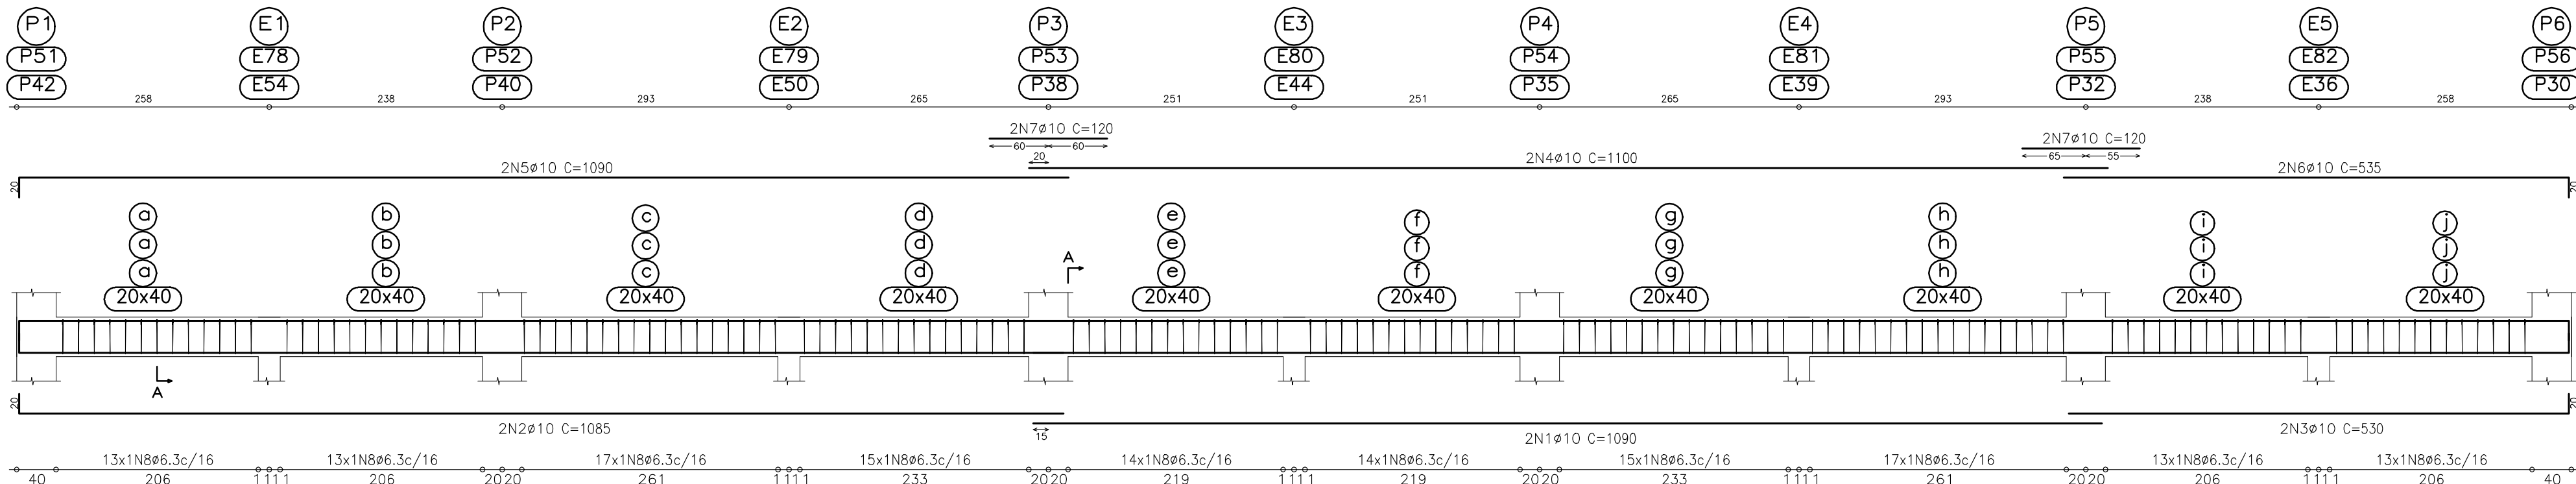 P1 E1 P2 E2 P3 E3 P4 E4 P5 E5 P6
P51 E78 P52 E79 P53 E80 P54 E81 P55 E82 P56
P42 E54 P40 E50 P38 E44 P35 E39 P32 E36 P30
258 238 293 265 251 251 265 293 238 258
2N7ø10 C=120 2N7ø10 C=120
60 60 65 55
20
2N5ø10 C=1090 2N4ø10 C=1100 2N6ø10 C=535
20 20
a b c d e f g h i j
a b c d e f g h i j
a b c d e f g h i j
A
20x40 20x40 20x40 20x40 20x40 20x40 20x40 20x40 20x40 20x40
A
20 20
2N2ø10 C=1085 2N1ø10 C=1090 2N3ø10 C=530
15
13x1N8ø6.3c/16 13x1N8ø6.3c/16 17x1N8ø6.3c/16 15x1N8ø6.3c/16 14x1N8ø6.3c/16 14x1N8ø6.3c/16 15x1N8ø6.3c/16 17x1N8ø6.3c/16 13x1N8ø6.3c/16 13x1N8ø6.3c/16
40 206 1111 206 2020 261 1111 233 2020 219 1111 219 2020 233 1111 261 2020 206 1111 206 40